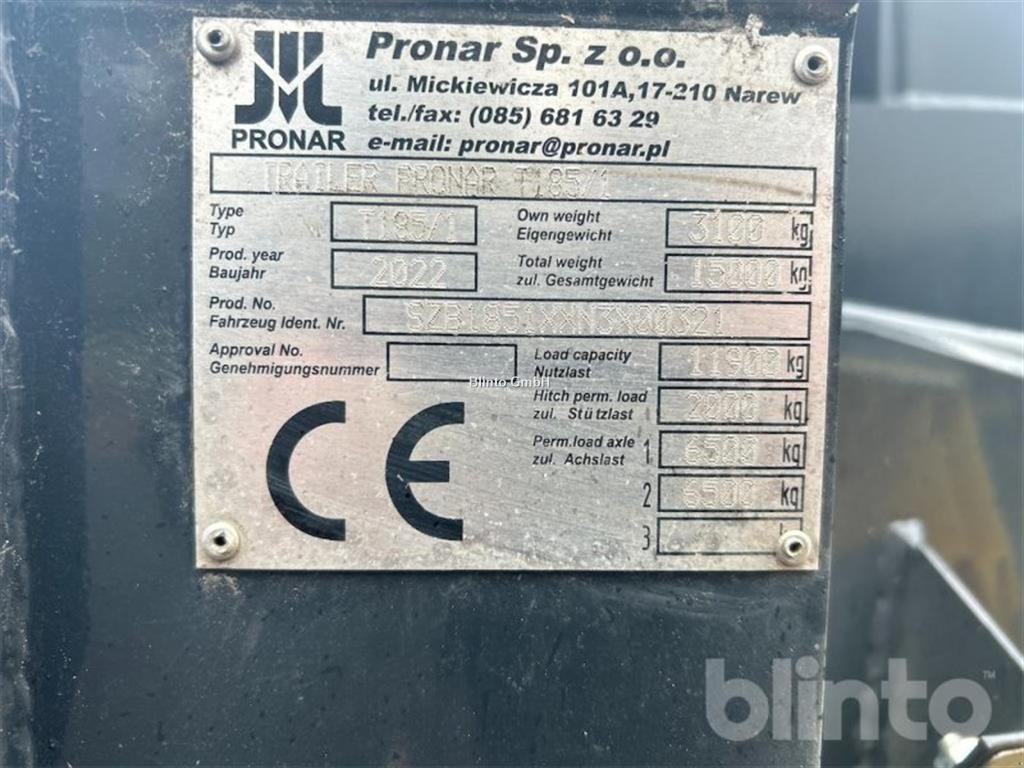 Pronar Sp. z o.o.
ul. Mickiewicza 101A,17-210 Narew
tel./fax: (085) 681 63 29
e-mail: pronar@pronar.pl
PRONAR
TRAILER PRONAR T185/1
Type
Typ
T185/1
Own weight
Eigengewicht
3100 kg
Prod. year
Baujahr
2022
Total weight
zul. Gesamtgewicht
15000 kg
Prod. No.
Fahrzeug Ident. Nr.
SZB1851XXN3X00321
Approval No.
Genehmigungsnummer
Load capacity
Nutzlast
11900 kg
Blinto GmbH
Hitch perm. load
zul. Stützlast
2000 kg
Perm.load axle
zul. Achslast
1 6500 kg
2 6500 kg
3
CE
blinto™